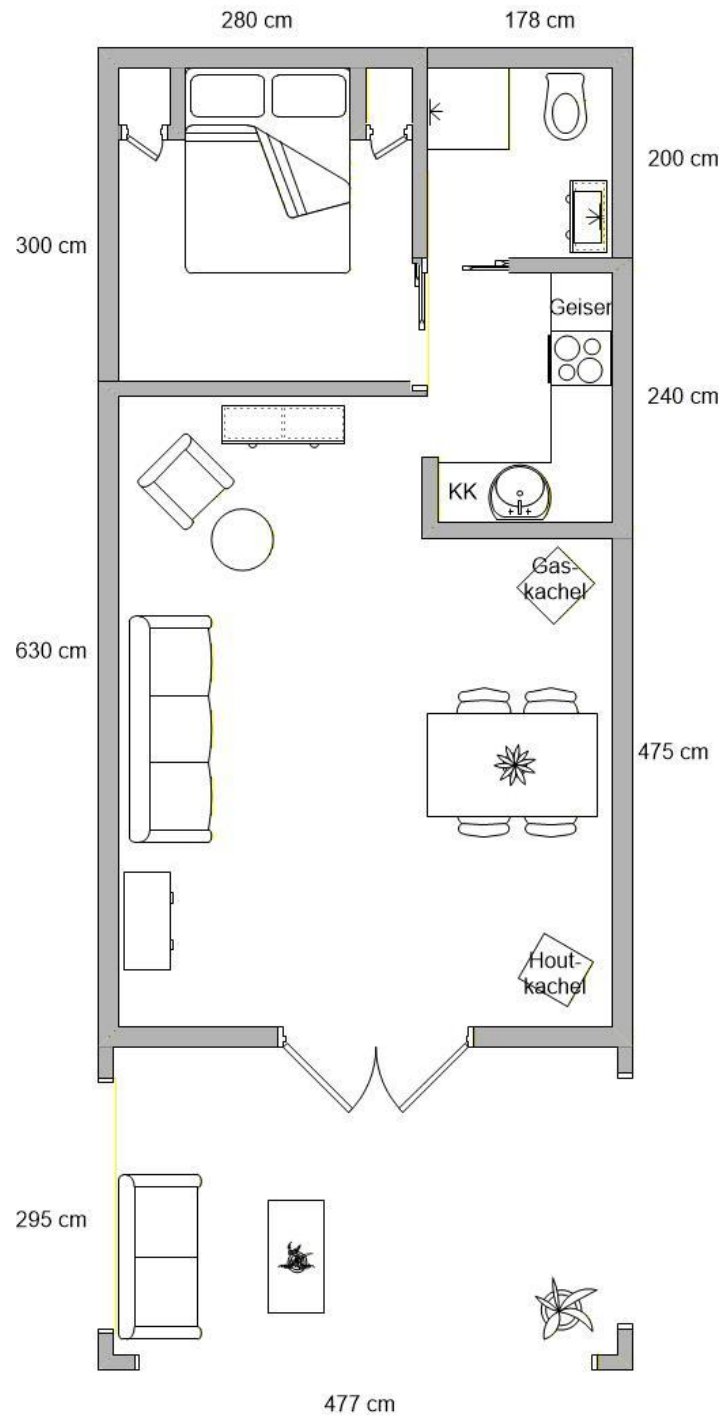 280 cm
178 cm
200 cm
300 cm
Geiser
240 cm
KK
Gas-
kachel
630 cm
475 cm
Hout-
kachel
295 cm
477 cm